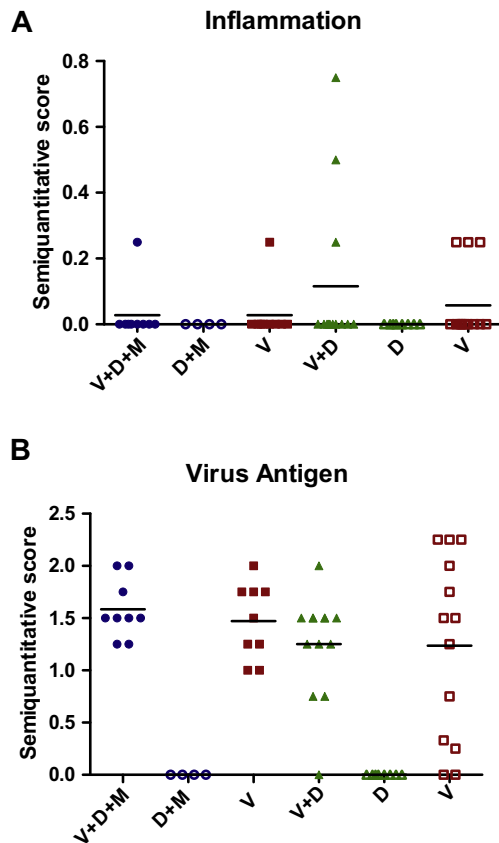 A
Inflammation
Semiquantitative score
0.8
0.6
0.4
0.2
0.0
V+D+M
D+M
V
V+D
D
V
B
Virus Antigen
Semiquantitative score
2.5
2.0
1.5
1.0
0.5
0.0
V+D+M
D+M
V
V+D
D
V